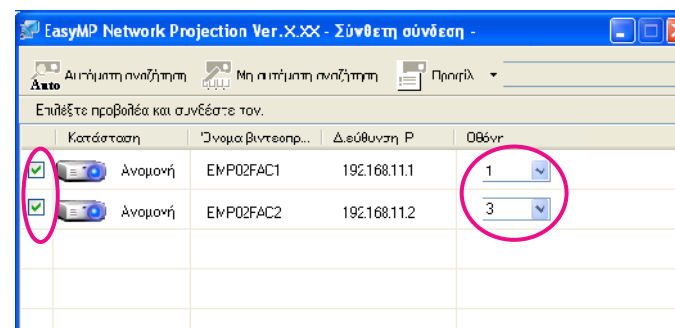 EasyMP Network Projection Ver.X.XX - Σύνθετη σύνδεση -
Auto Αυτόματη αναζήτηση Μη αυτόματη αναζήτηση Προφίλ
Επιλέξτε προβολέα και συνδέστε τον.
Κατάσταση Όνομα βιντεοπρ... Διεύθυνση IP Οθόνη
Αναμονή EMP02FAC1 192.168.11.1 1
Αναμονή EMP02FAC2 192.168.11.2 3